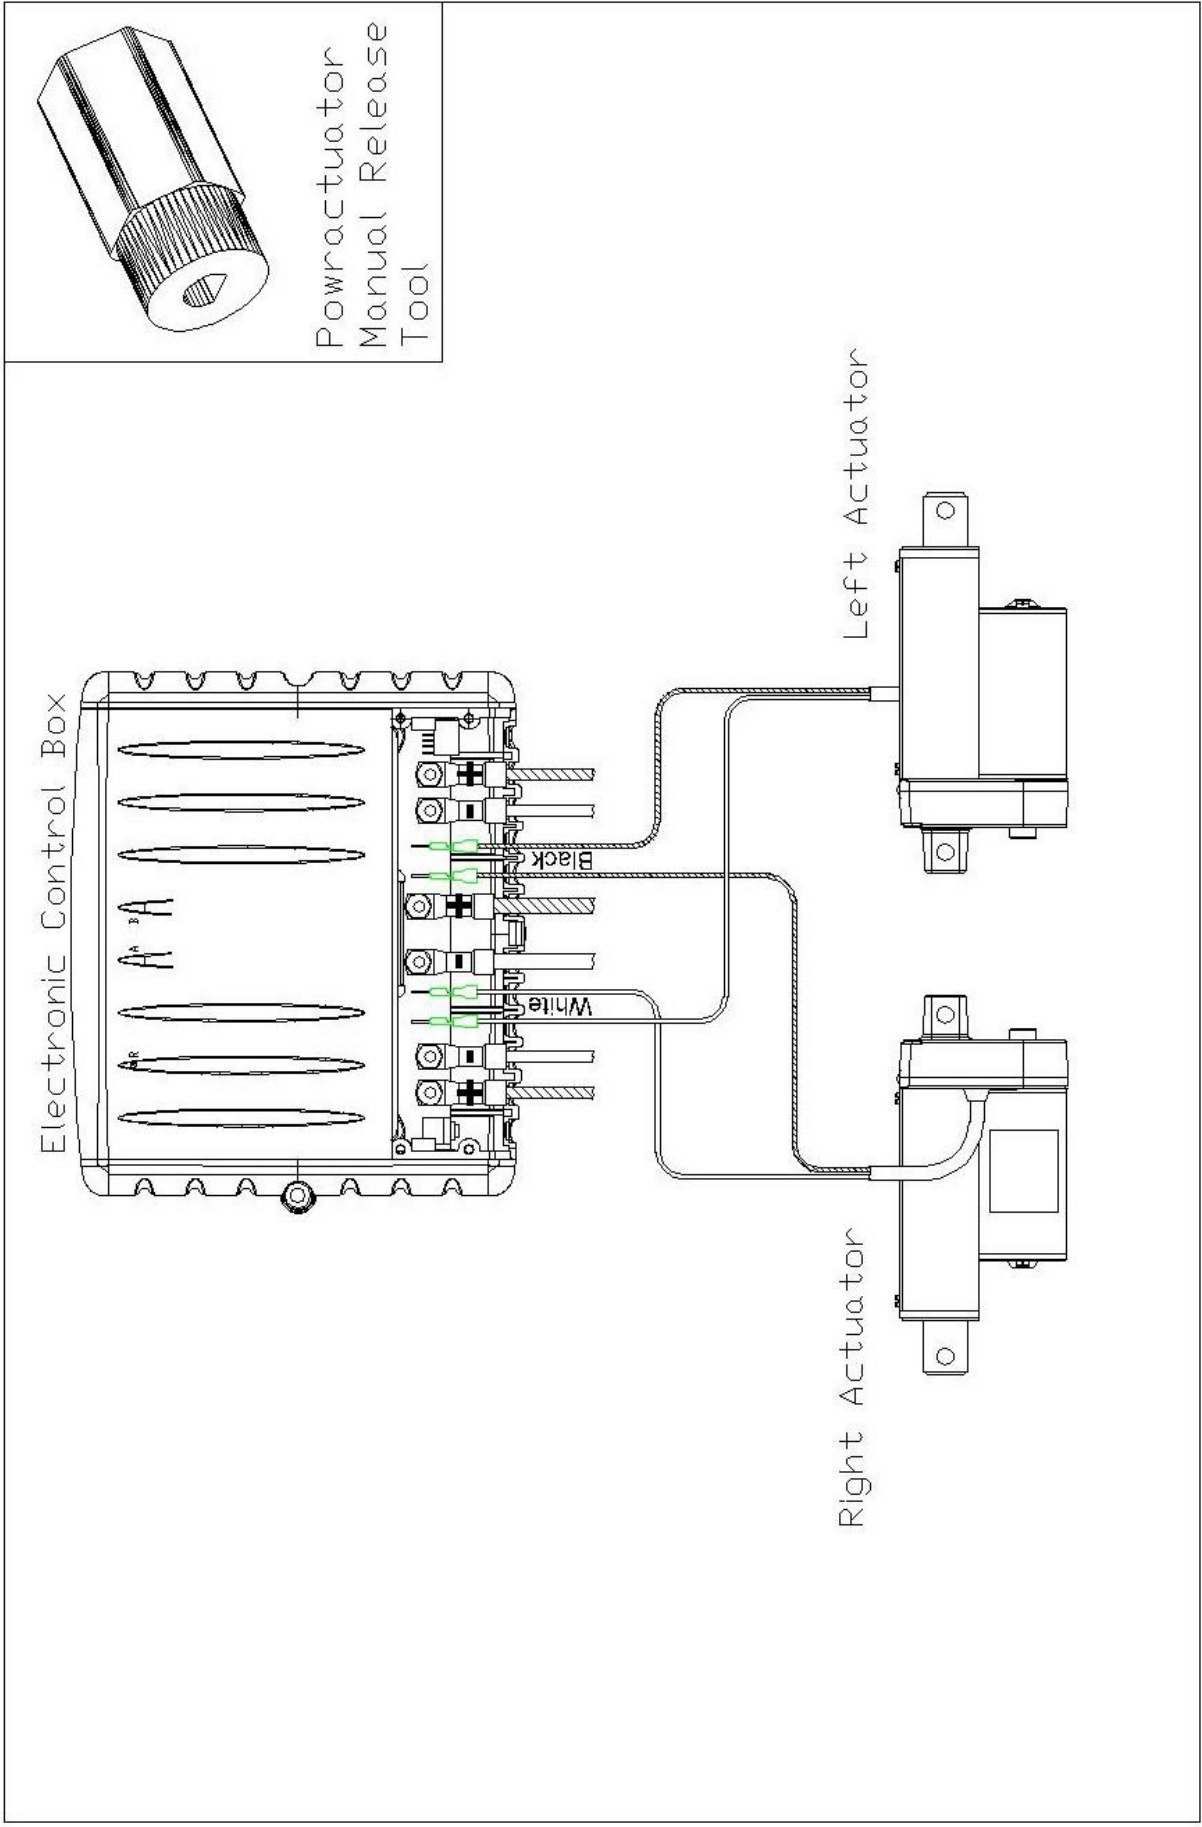 Electronic Control Box
Powractuator
Manual Release
Tool
R
A
B
White
Black
+
-
-
+
-
+
Right Actuator
Left Actuator